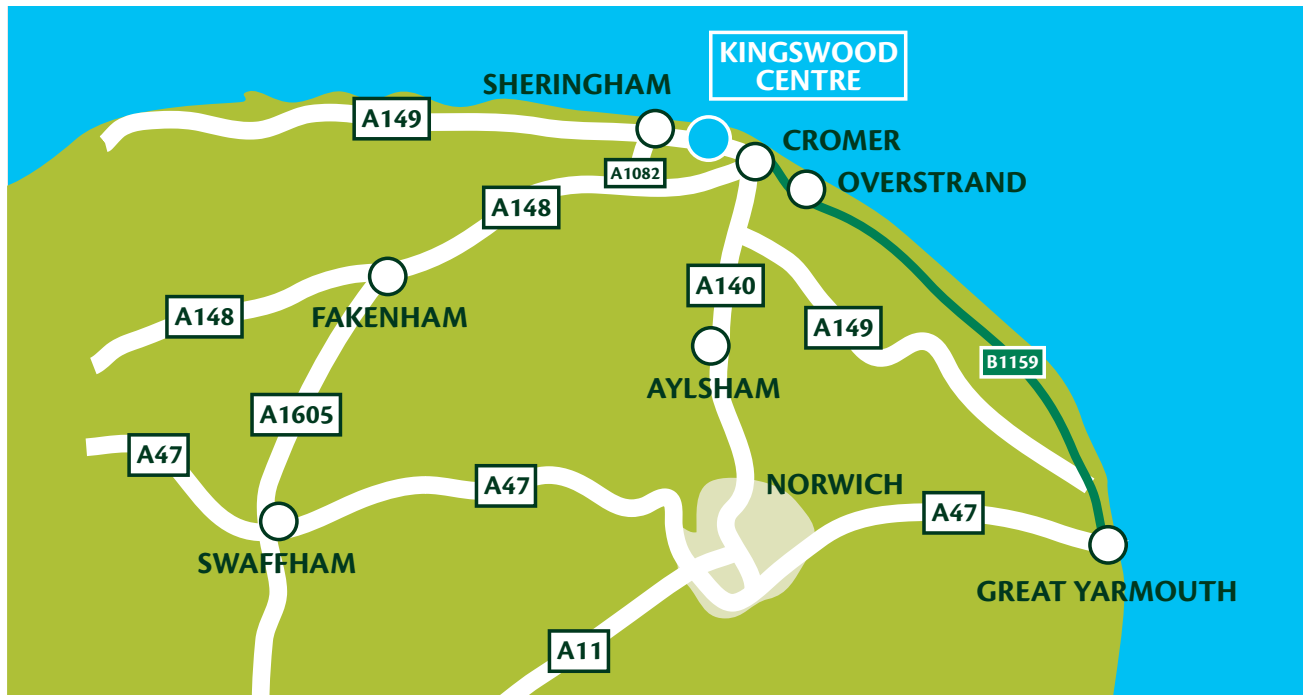 KINGSWOOD
CENTRE
SHERINGHAM
A149
CROMER
A1082
OVERSTRAND
A148
A140
A148
FAKENHAM
A149
B1159
AYLSHAM
A1605
A47
A47
NORWICH
A47
SWAFFHAM
GREAT YARMOUTH
A11